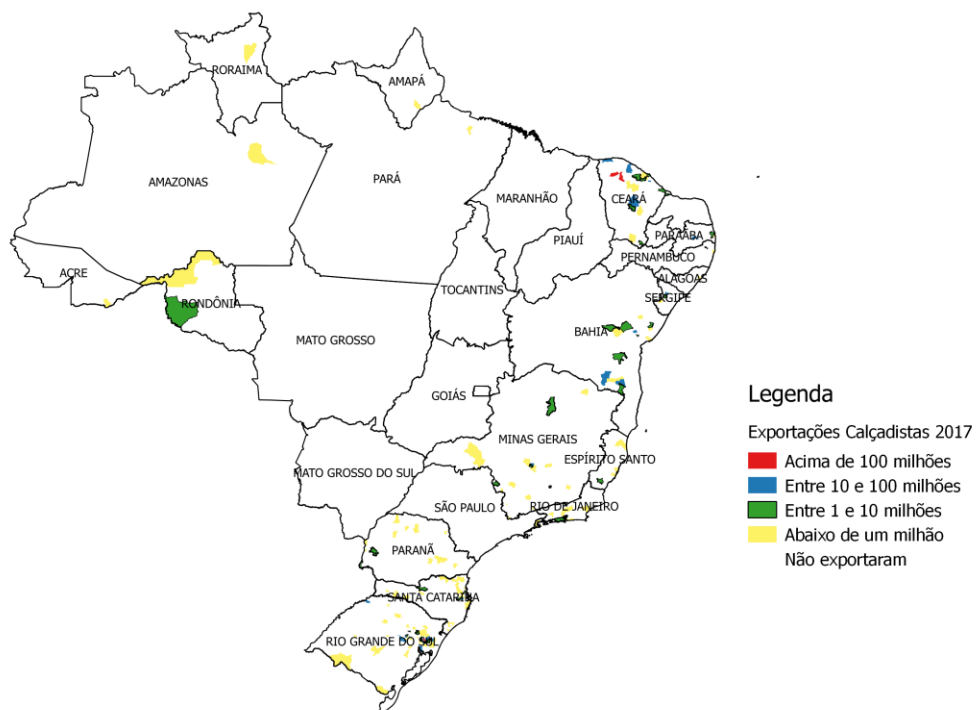 RORAIMA
AMAPÁ
AMAZONAS
PARÁ
MARANHÃO
CEARÁ
PIAUÍ
PARAÃBA
PERNAMBUCO
ACRE
ALAGOAS
TOCANTINS
SERGIPE
RONDÔNIA
BAHIA
MATO GROSSO
GOIÁS
MINAS GERAIS
ESPÍRITO SANTO
MATO GROSSO DO SUL
SÃO PAULO
RIO DE JANEIRO
PARANÃ
SANTA CATARINA
RIO GRANDE DO SUL
Legenda
Exportações Calçadistas 2017
Acima de 100 milhões
Entre 10 e 100 milhões
Entre 1 e 10 milhões
Abaixo de um milhão
Não exportaram